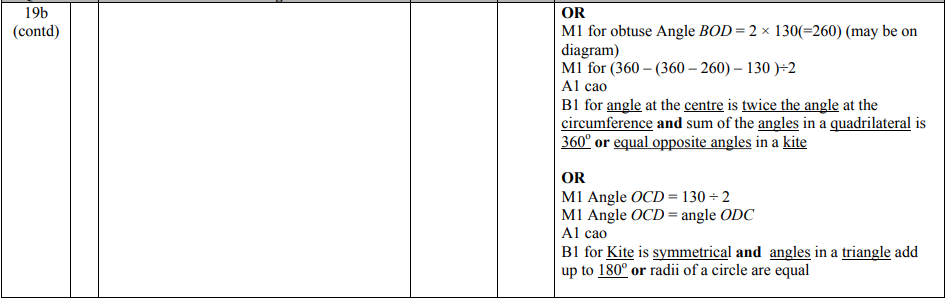 19b
(contd)
OR
M1 for obtuse Angle BOD = 2 × 130(=260) (may be on
diagram)
M1 for (360 – (360 – 260) – 130 )÷2
A1 cao
B1 for angle at the centre is twice the angle at the
circumference and sum of the angles in a quadrilateral is
360° or equal opposite angles in a kite
OR
M1 Angle OCD = 130 ÷ 2
M1 Angle OCD = angle ODC
A1 cao
B1 for Kite is symmetrical and angles in a triangle add
up to 180° or radii of a circle are equal